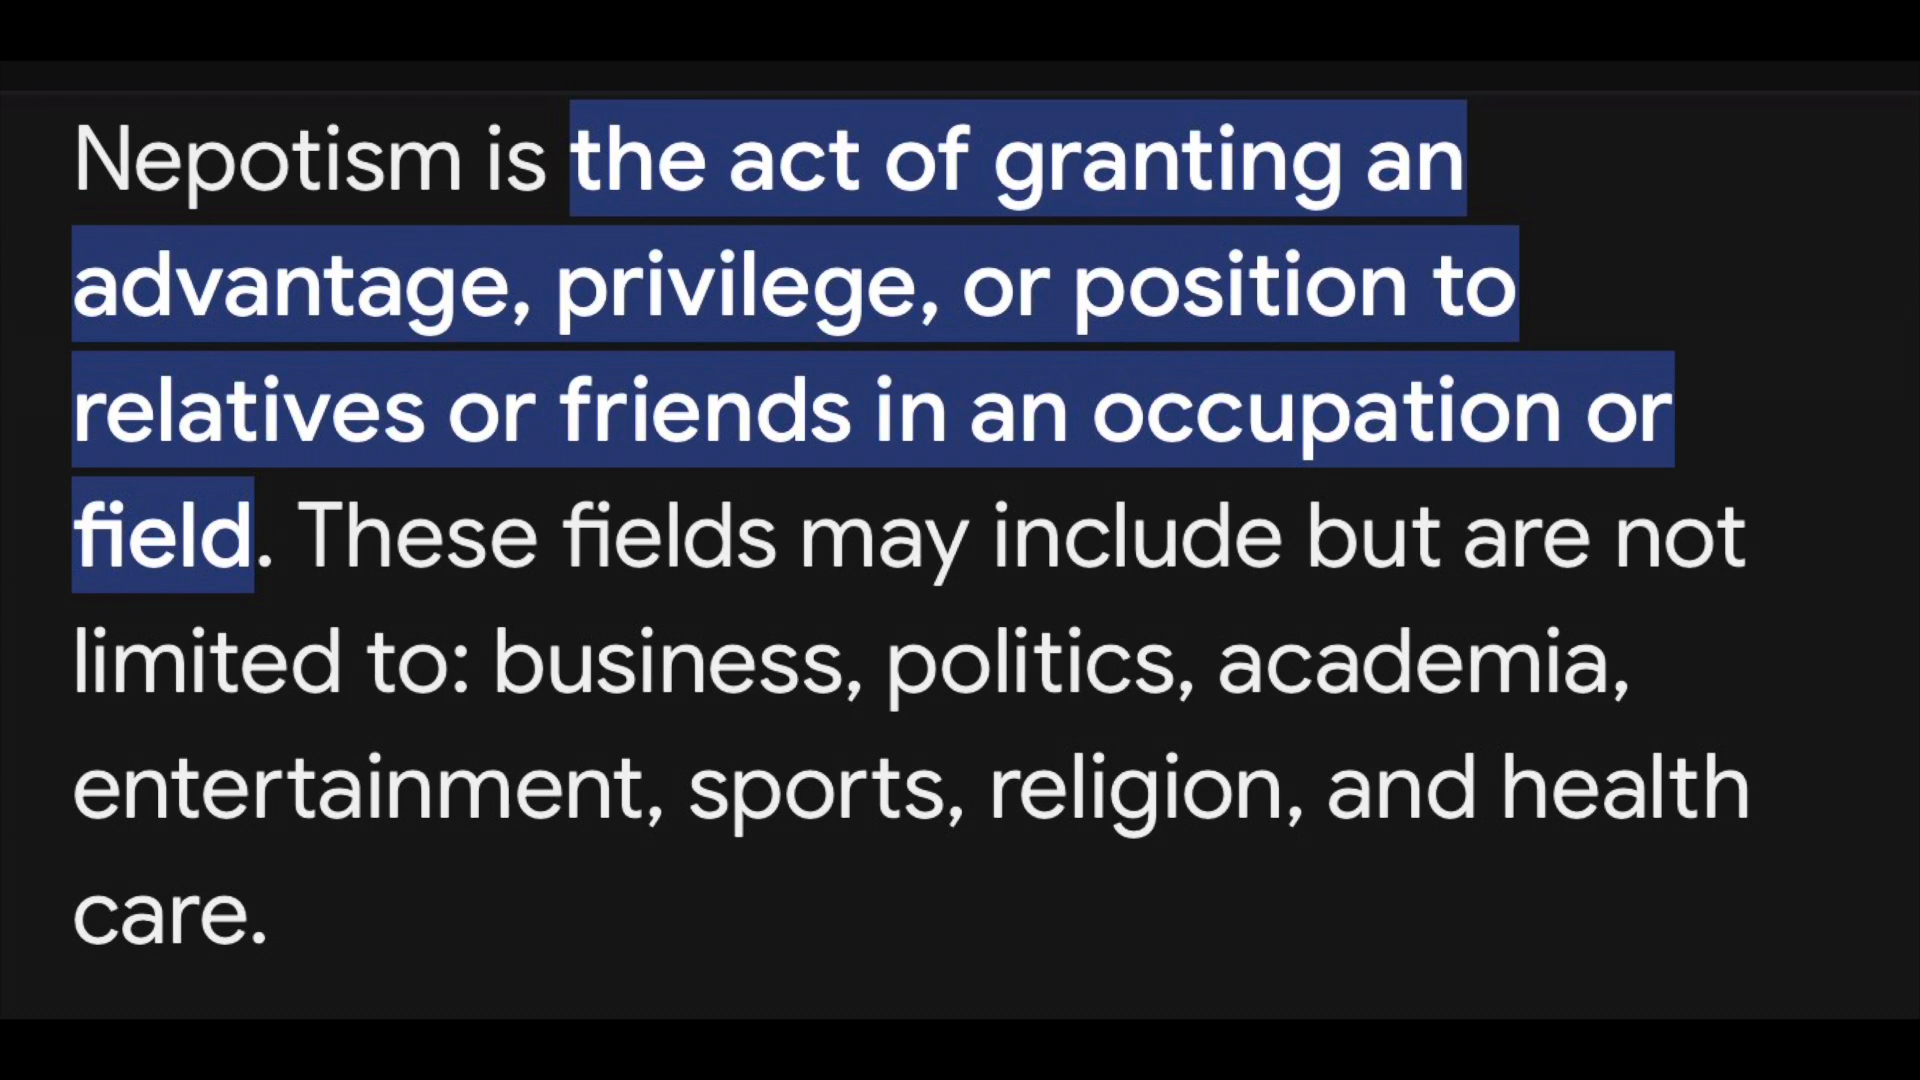 Nepotism is the act of granting an
advantage, privilege, or position to
relatives or friends in an occupation or
field. These fields may include but are not
limited to: business, politics, academia,
entertainment, sports, religion, and health
care.